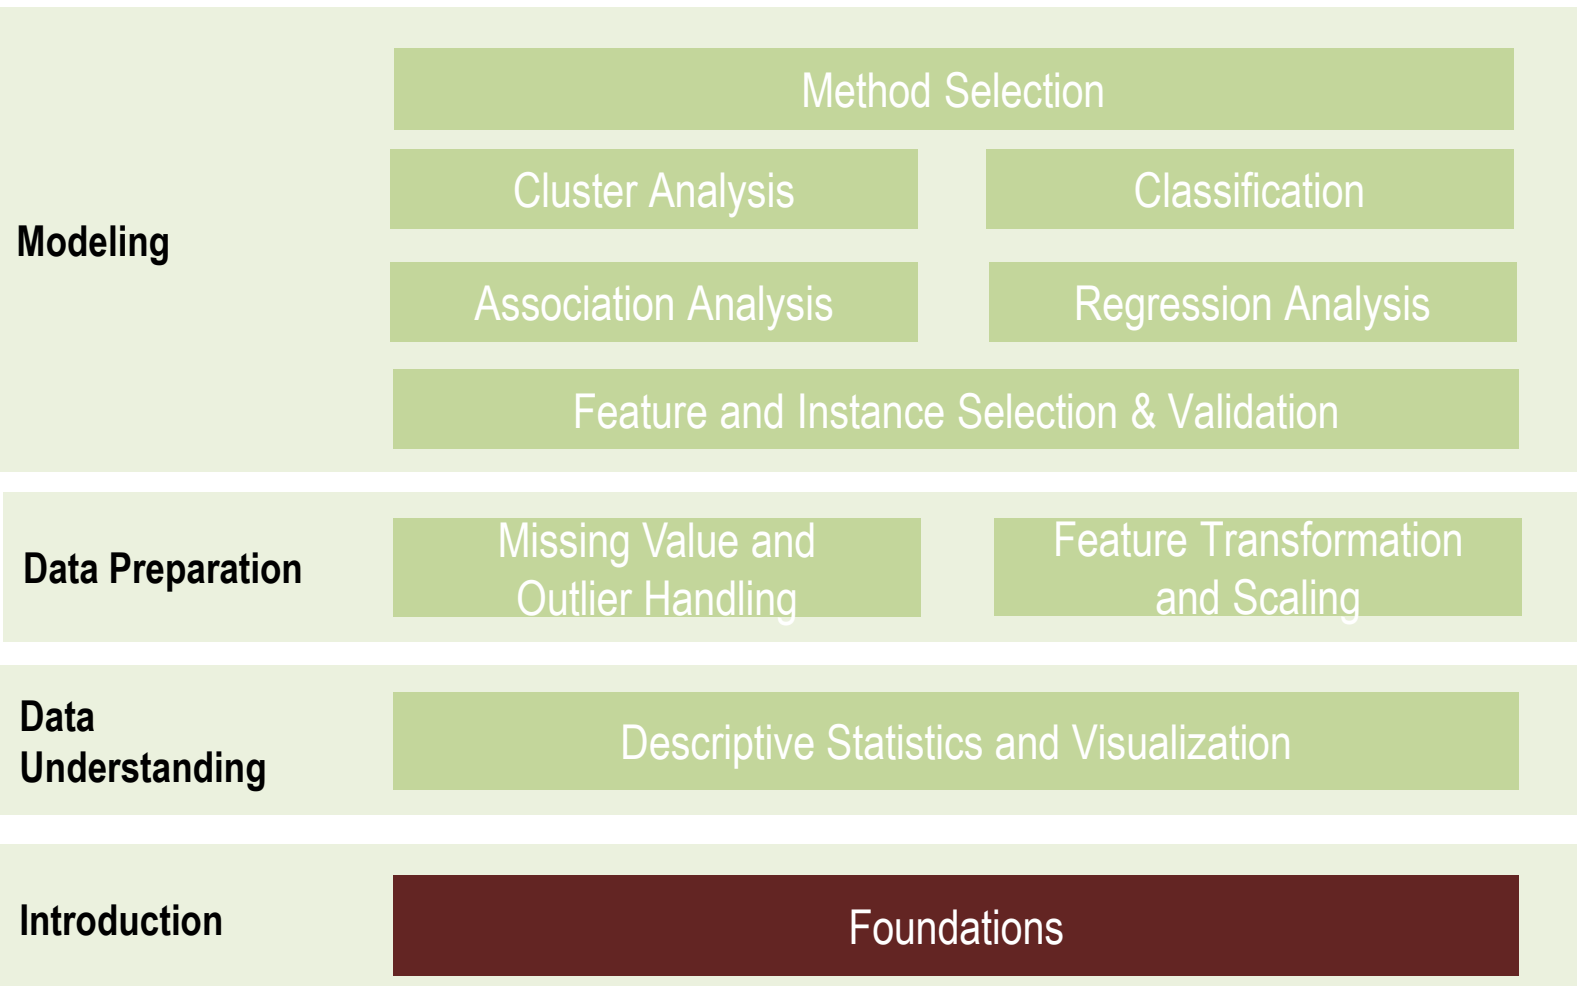 Method Selection
Cluster Analysis
Classification
Modeling
Association Analysis
Regression Analysis
Feature and Instance Selection & Validation
Data Preparation
Missing Value and
Outlier Handling
Feature Transformation
and Scaling
Data
Understanding
Descriptive Statistics and Visualization
Introduction
Foundations